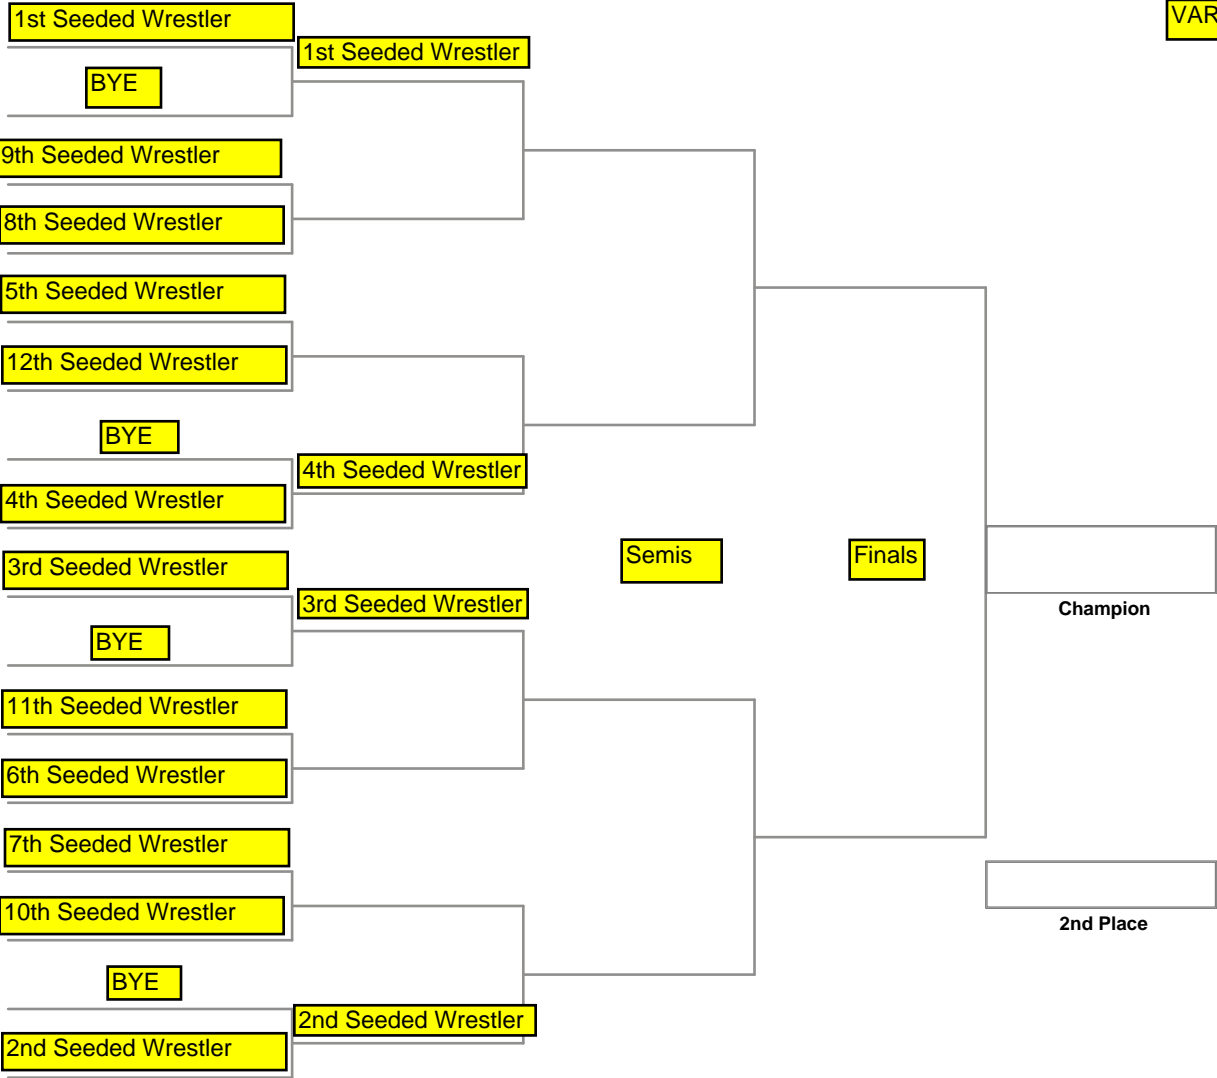 1st Seeded Wrestler
VAR
1st Seeded Wrestler
BYE
9th Seeded Wrestler
8th Seeded Wrestler
5th Seeded Wrestler
12th Seeded Wrestler
BYE
4th Seeded Wrestler
4th Seeded Wrestler
3rd Seeded Wrestler
Semis
Finals
3rd Seeded Wrestler
Champion
BYE
11th Seeded Wrestler
6th Seeded Wrestler
7th Seeded Wrestler
10th Seeded Wrestler
2nd Place
BYE
2nd Seeded Wrestler
2nd Seeded Wrestler